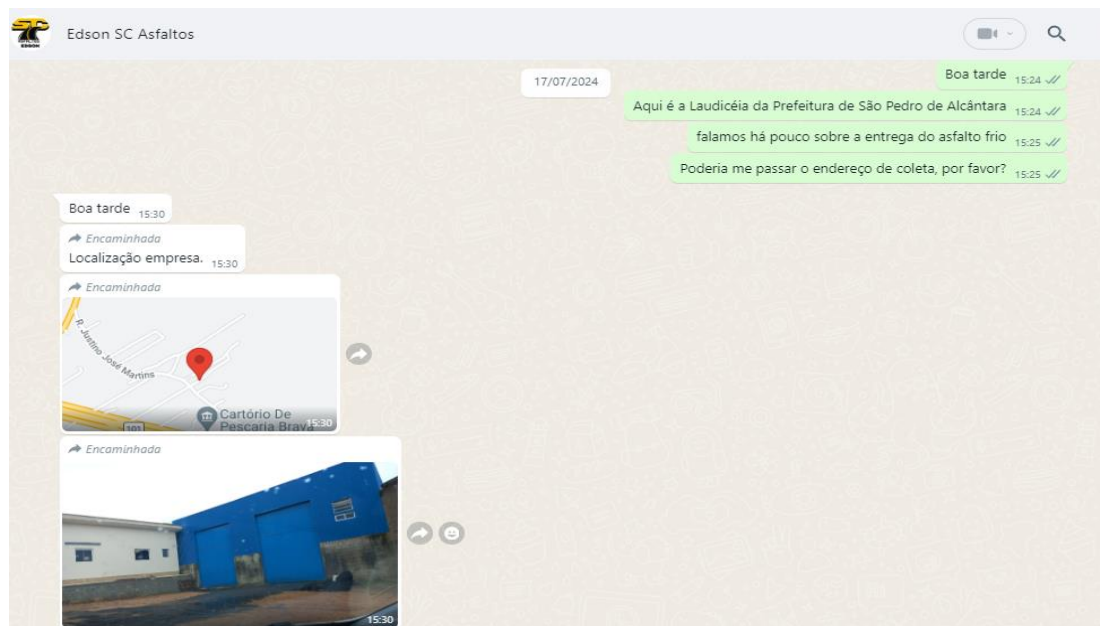 STC
EDSON
Edson SC Asfaltos
17/07/2024
Boa tarde 15:24
Aqui é a Laudicéia da Prefeitura de São Pedro de Alcântara 15:24
falamos há pouco sobre a entrega do asfalto frio 15:25
Poderia me passar o endereço de coleta, por favor? 15:25
Boa tarde 15:30
Encaminhada
Localização empresa. 15:30
Encaminhada
R. Justino José Martins
Cartório De
Pescaria Brava
101
15:30
Encaminhada
15:30